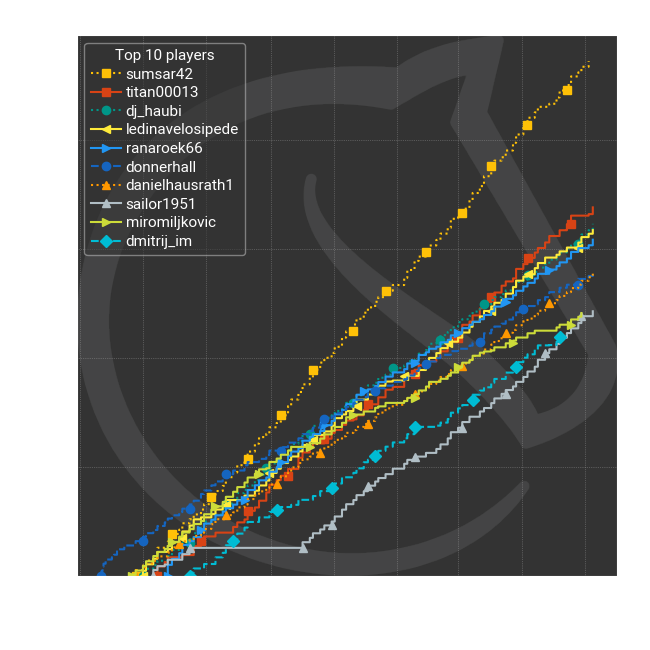 Top 10 players
sumsar42
titan00013
dj_haubi
ledinavelosipede
ranaroek66
donnerhall
danielhausrath1
sailor1951
miromiljkovic
dmitrij_im